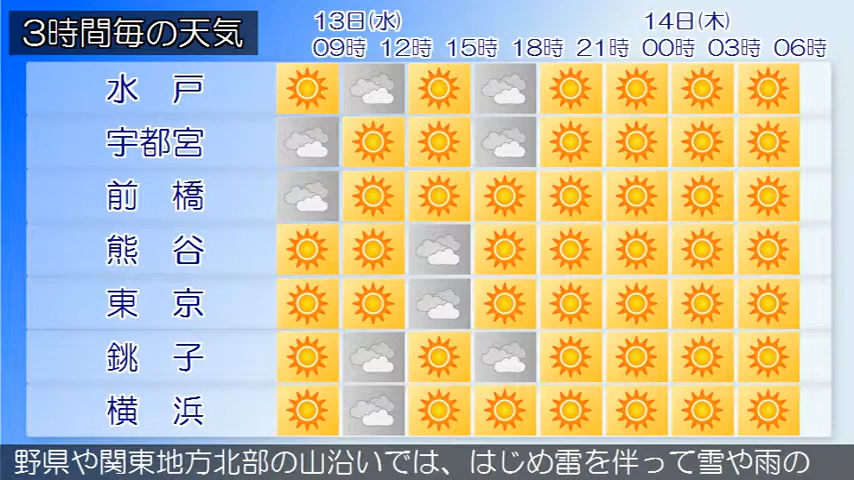 3時間毎の天気
13日(水) 14日(木)
09時 12時 15時 18時 21時 00時 03時 06時
水 戸
宇都宮
前 橋
熊 谷
東 京
銚 子
横 浜
野県や関東地方北部の山沿いでは、はじめ雷を伴って雪や雨の